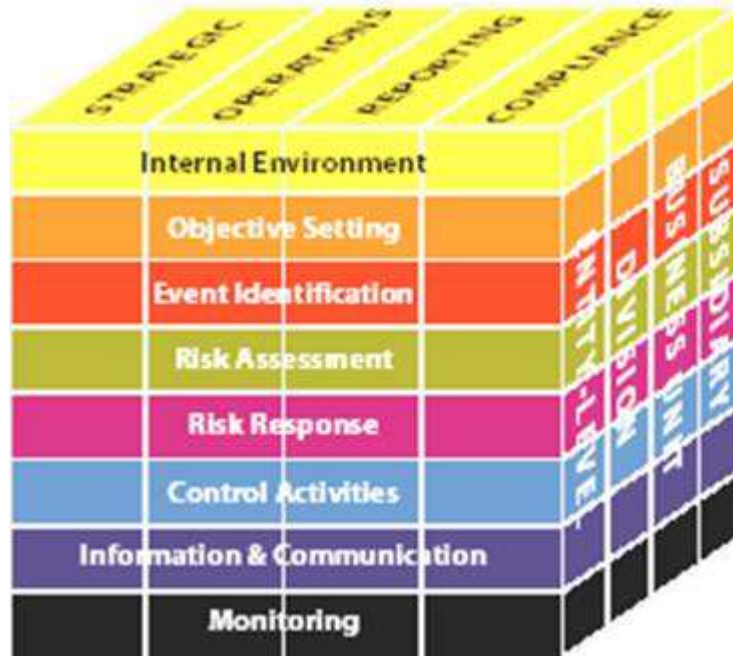 STRATEGIC
OPERATIONS
REPORTING
COMPLIANCE
Internal Environment
Objective Setting
Event Identification
Risk Assessment
Risk Response
Control Activities
Information & Communication
Monitoring
ENTITY-LEVEL
DIVISION
BUSINESS UNIT
SUBSIDIARY